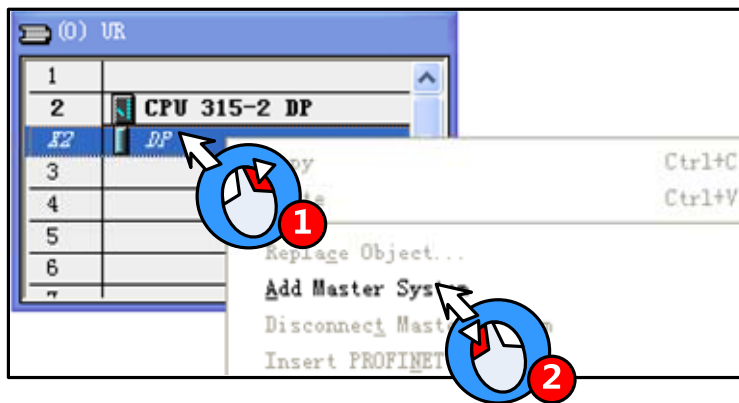 (0) UR
1
2 CPU 315-2 DP
X2 DP
3
4
5
6
Ctrl+C
Ctrl+V
1
Replace Object...
Add Master System
Disconnect
Insert PROFINET
2